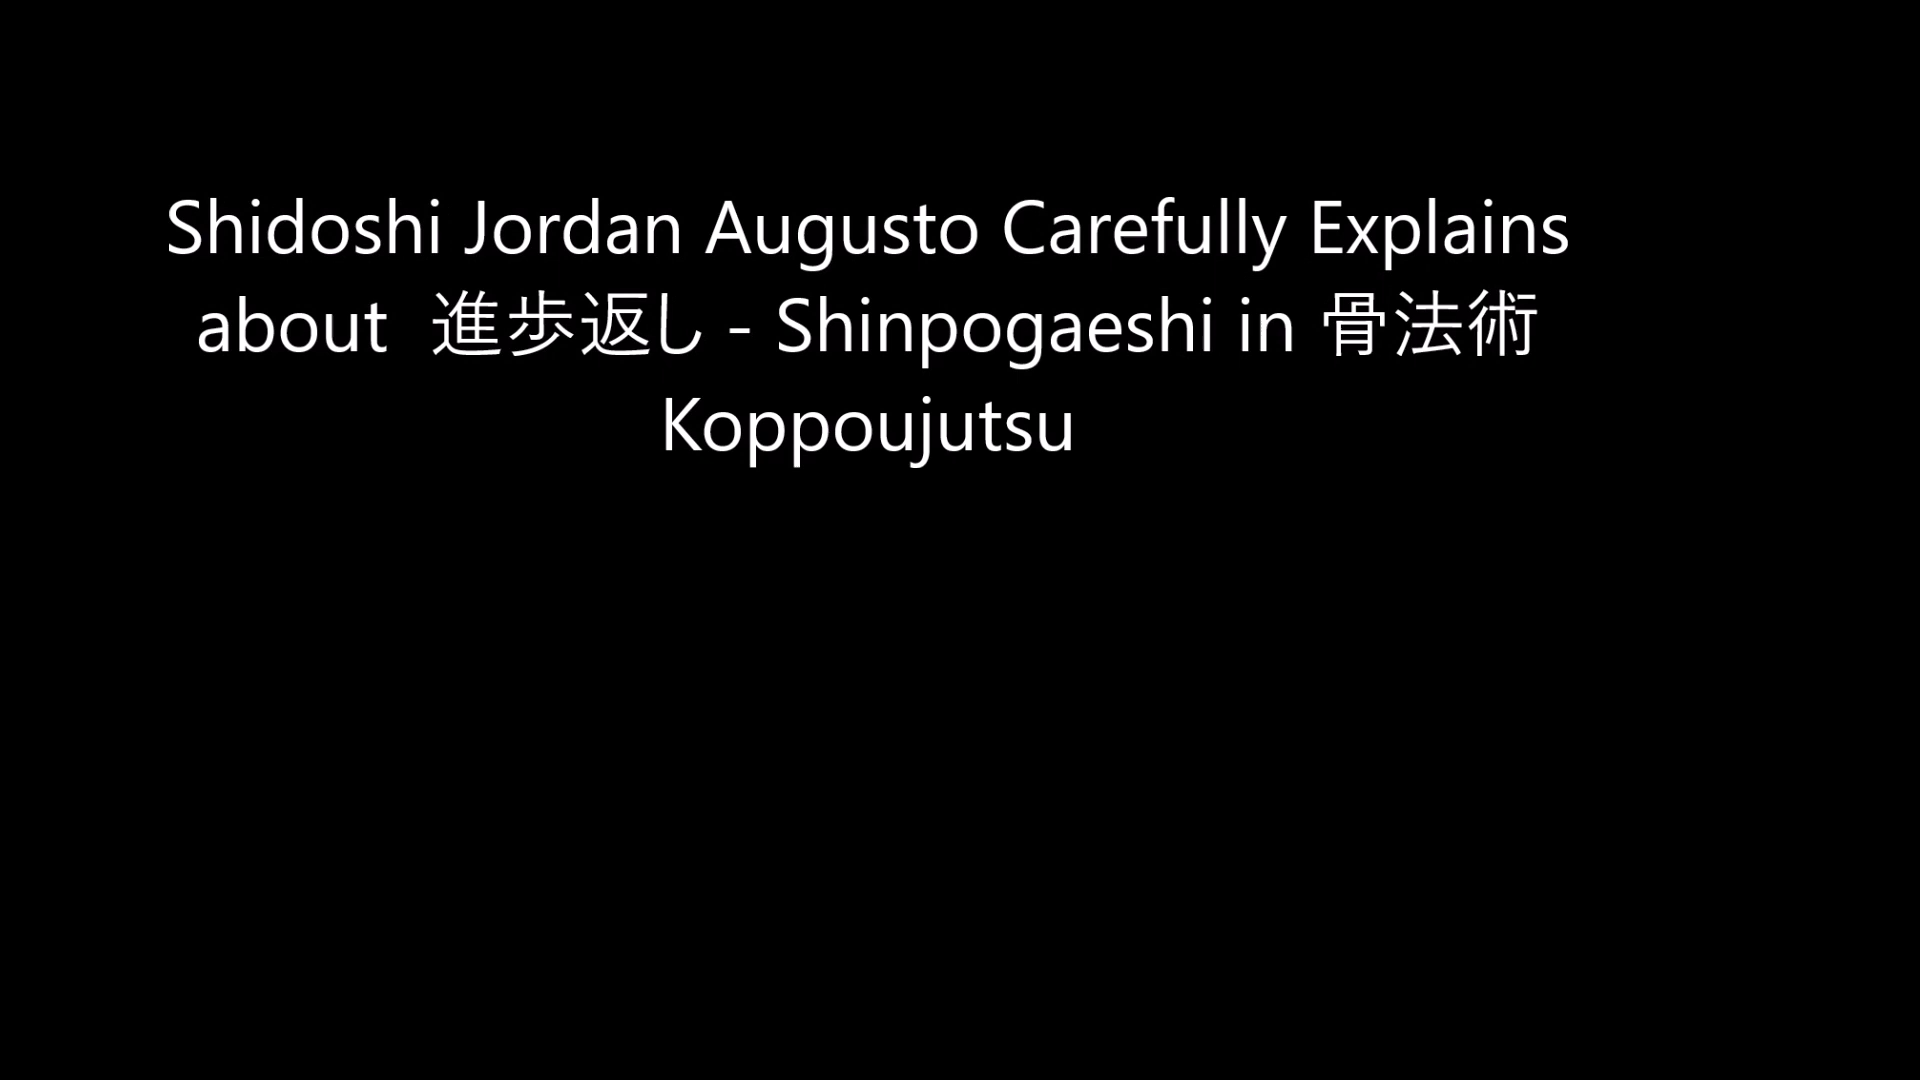 Shidoshi Jordan Augusto Carefully Explains
about 進歩返し - Shinpogaeshi in 骨法術
Koppoujutsu